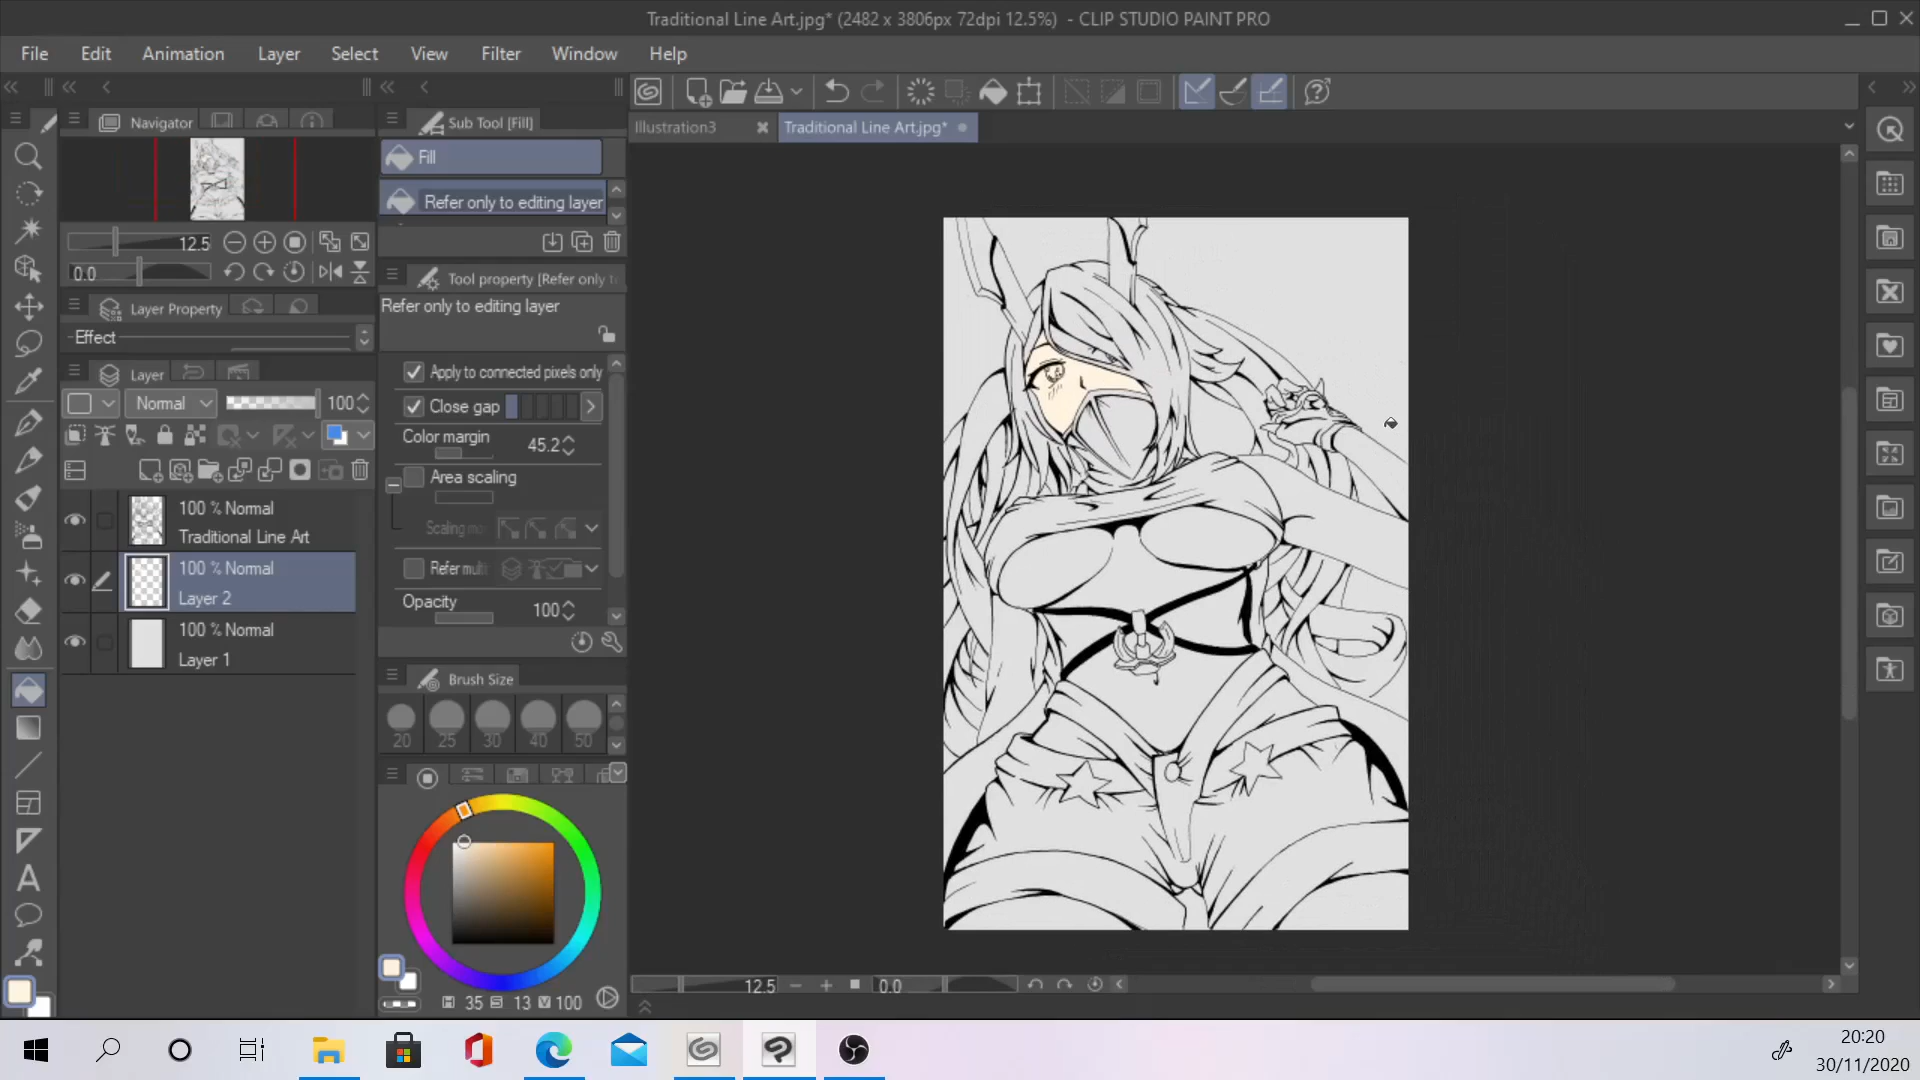 Traditional Line Art.jpg* (2482 x 3806px 72dpi 12.5%) - CLIP STUDIO PAINT PRO
File Edit Animation Layer Select View Filter Window Help
Navigator
Sub Tool [Fill]
Illustration3
Traditional Line Art.jpg*
Fill
Refer only to editing layer
12.5
0.0
Tool property [Refer only to
Layer Property
Refer only to editing layer
Effect
Layer
Apply to connected pixels only
Normal
100
Close gap
Color margin
45.2
Area scaling
Scaling mo
100 % Normal
Traditional Line Art
100 % Normal
Layer 2
Refer multi
Opacity
100
100 % Normal
Layer 1
Brush Size
20 25 30 40 50
H 35 S 13 V 100
12.5
0.0
A
20:20
30/11/2020